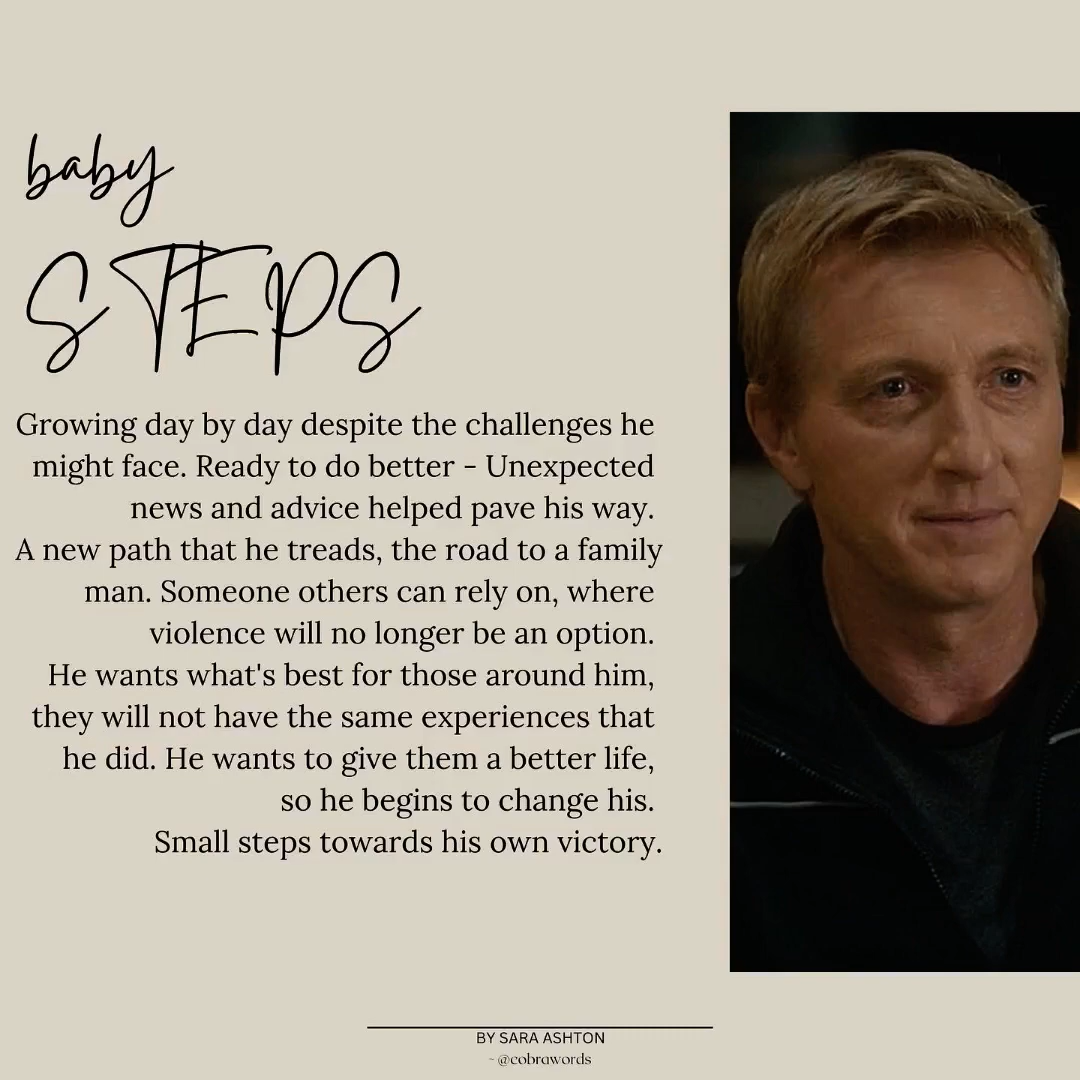 baby
STEPS
Growing day by day despite the challenges he
might face. Ready to do better - Unexpected
news and advice helped pave his way.
A new path that he treads, the road to a family
man. Someone others can rely on, where
violence will no longer be an option.
He wants what's best for those around him,
they will not have the same experiences that
he did. He wants to give them a better life,
so he begins to change his.
Small steps towards his own victory.
BY SARA ASHTON
~ @cobrawords